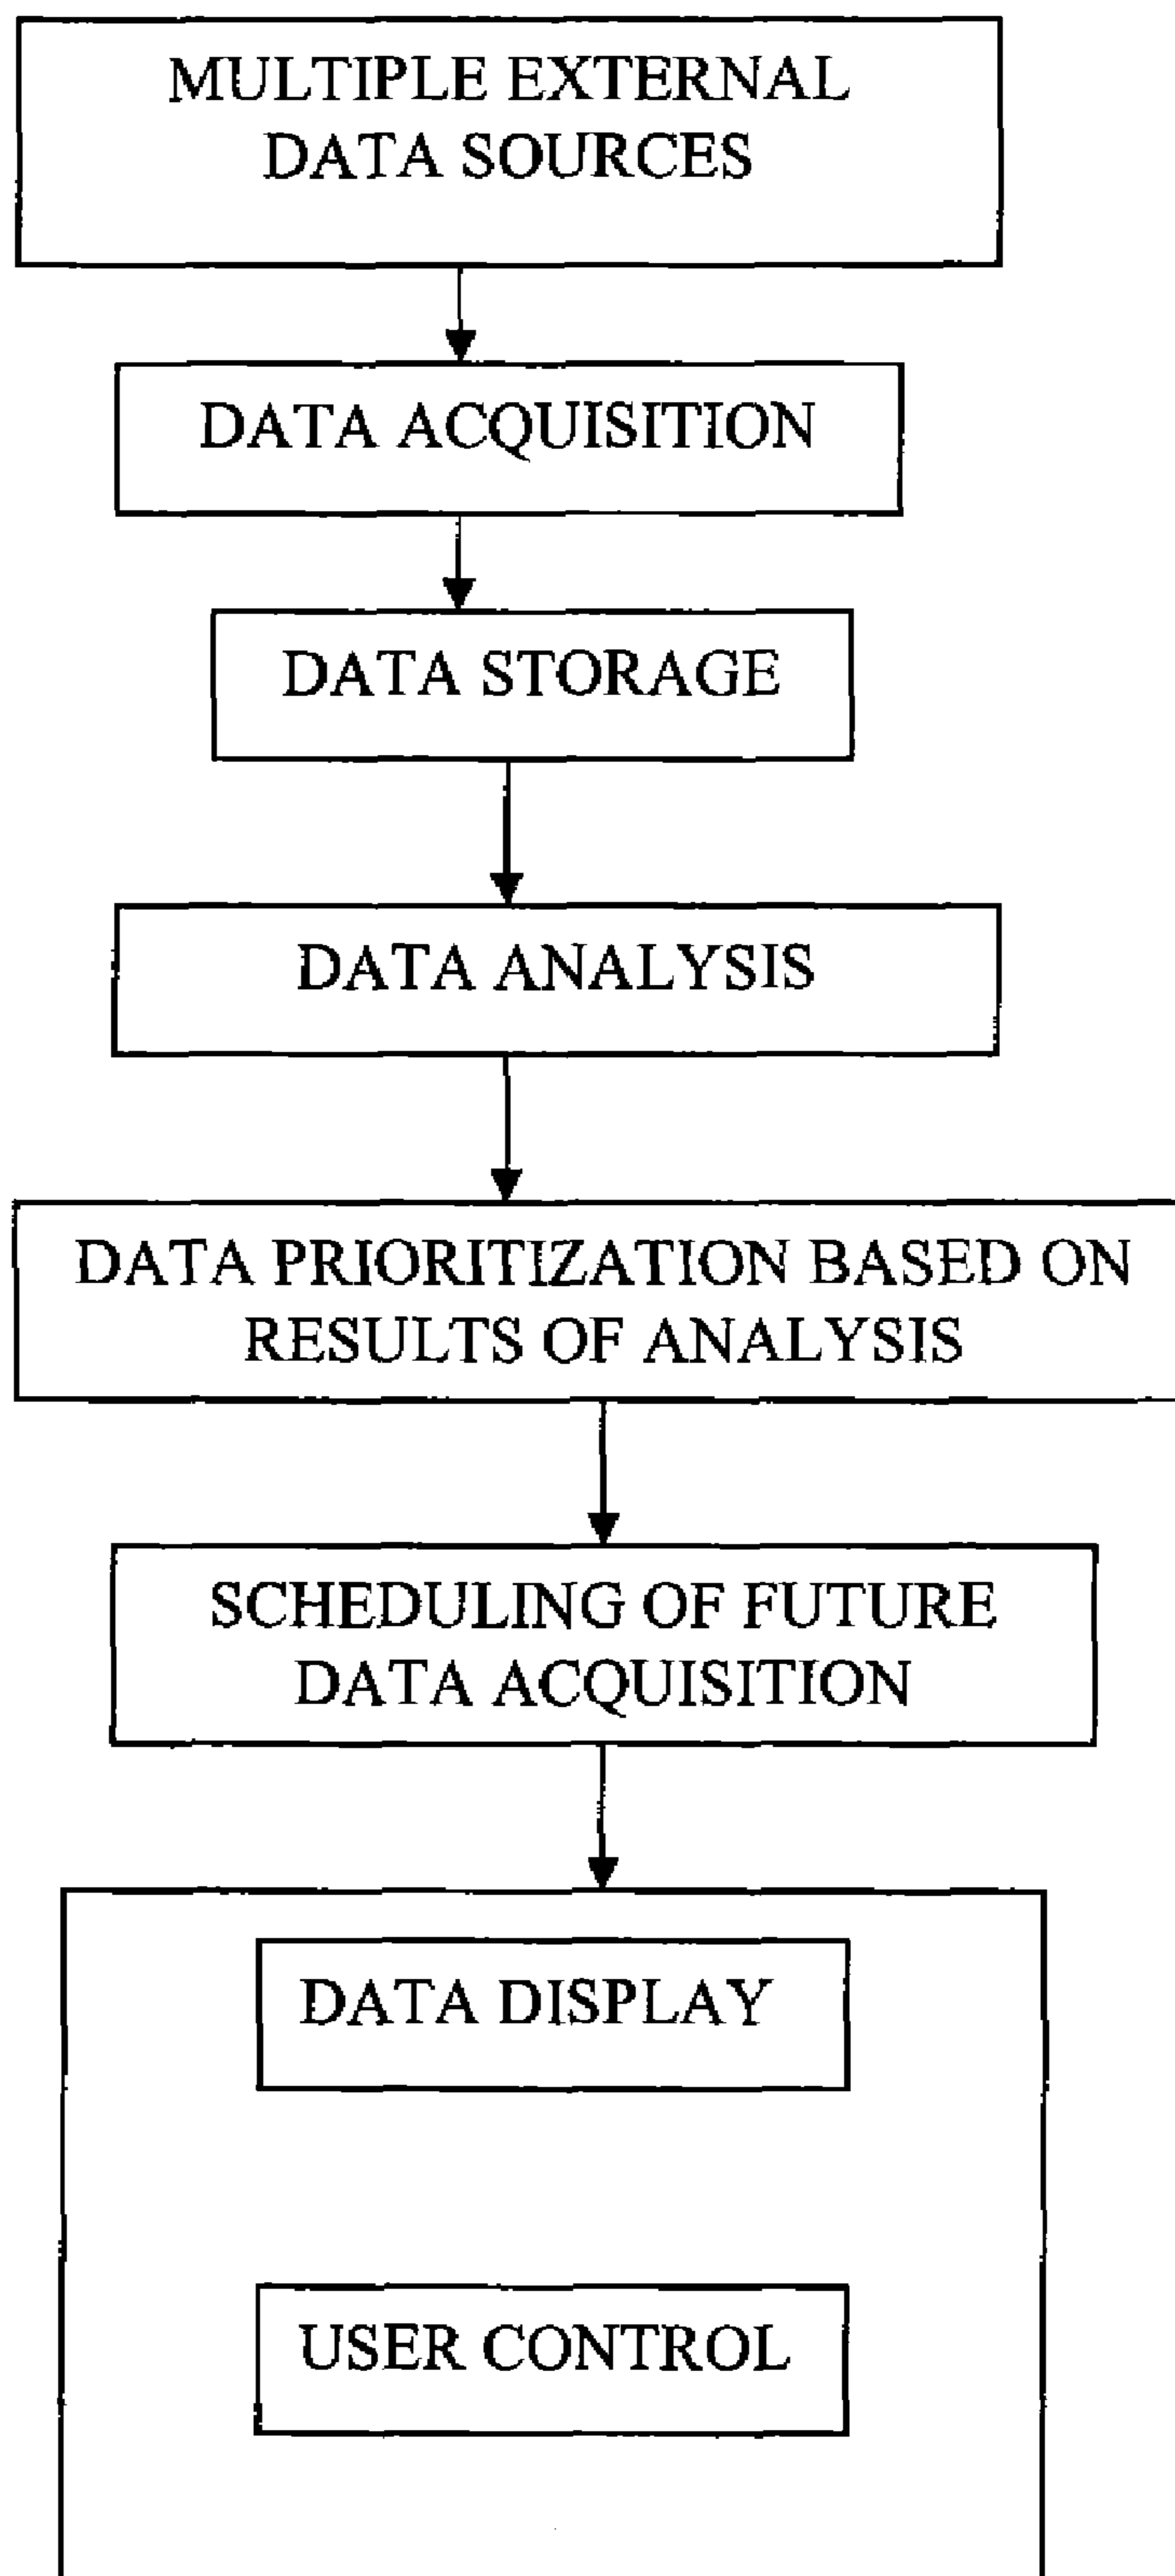 MULTIPLE EXTERNAL
DATA SOURCES
DATA ACQUISITION
DATA STORAGE
DATA ANALYSIS
DATA PRIORITIZATION BASED ON
RESULTS OF ANALYSIS
SCHEDULING OF FUTURE
DATA ACQUISITION
DATA DISPLAY
USER CONTROL